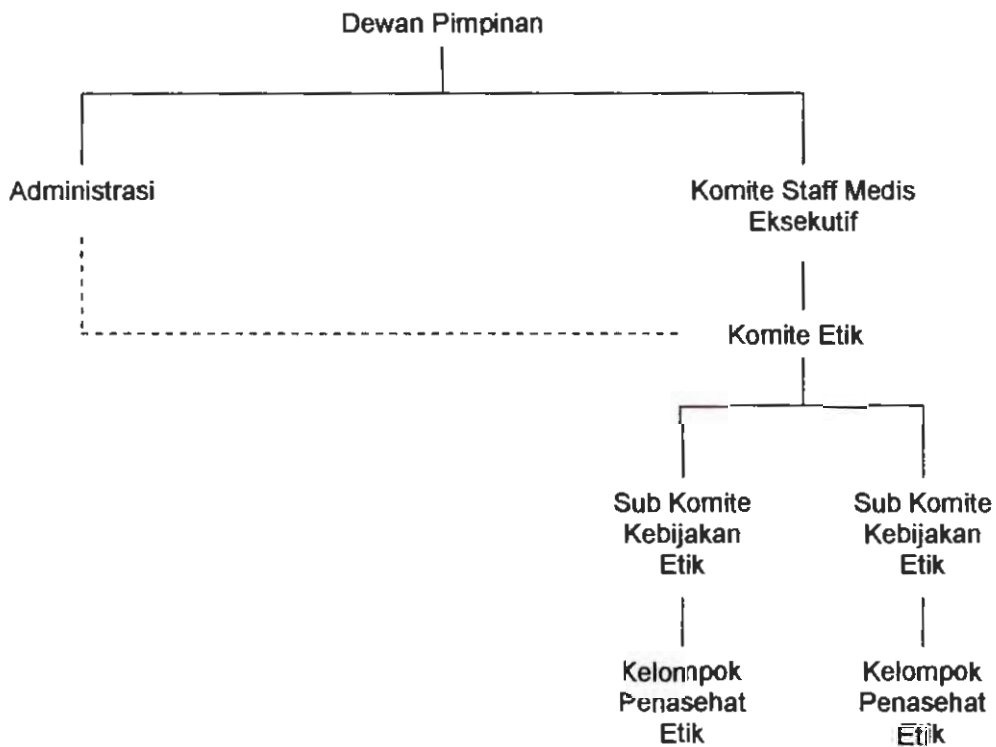 Dewan Pimpinan
Administrasi
Komite Staff Medis
Eksekutif
Komite Etik
Sub Komite
Kebijakan
Etik
Sub Komite
Kebijakan
Etik
Kelompok
Penasehat
Etik
Kelompok
Penasehat
Etik